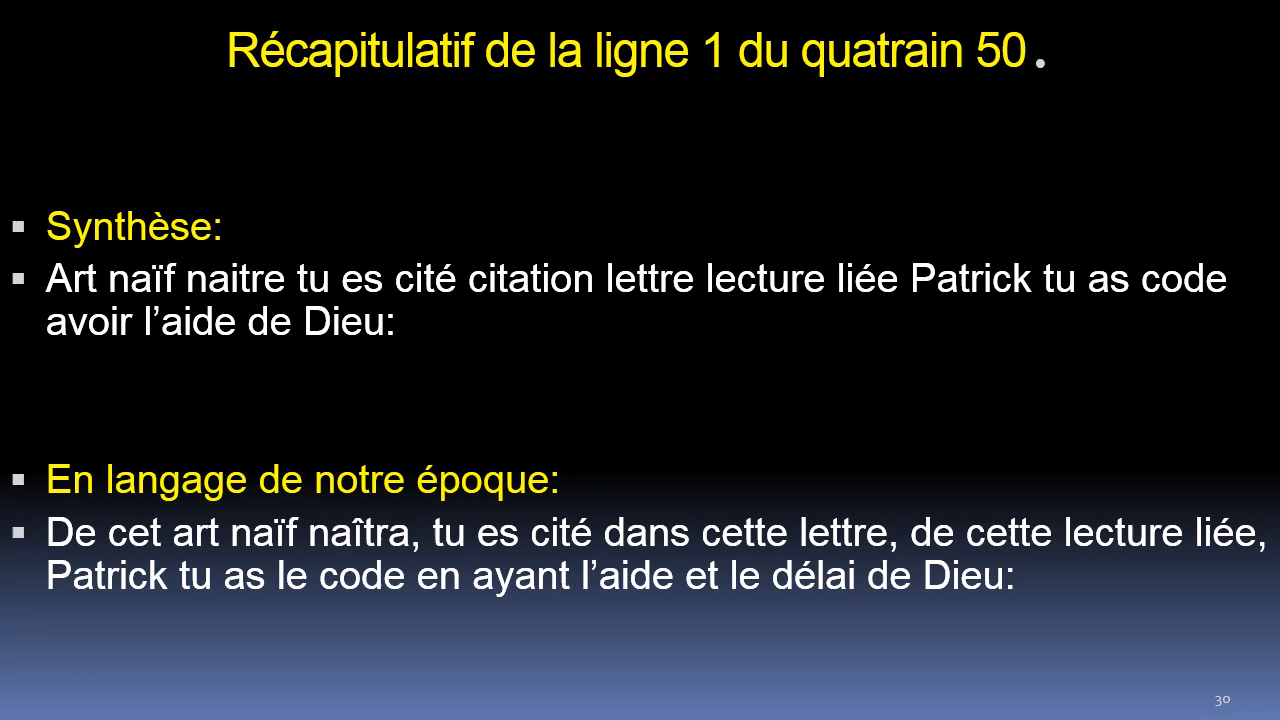 Récapitulatif de la ligne 1 du quatrain 50.
▪ Synthèse:
▪ Art naïf naitre tu es cité citation lettre lecture liée Patrick tu as code
avoir l’aide de Dieu:
▪ En langage de notre époque:
▪ De cet art naïf naîtra, tu es cité dans cette lettre, de cette lecture liée,
Patrick tu as le code en ayant l’aide et le délai de Dieu:
30